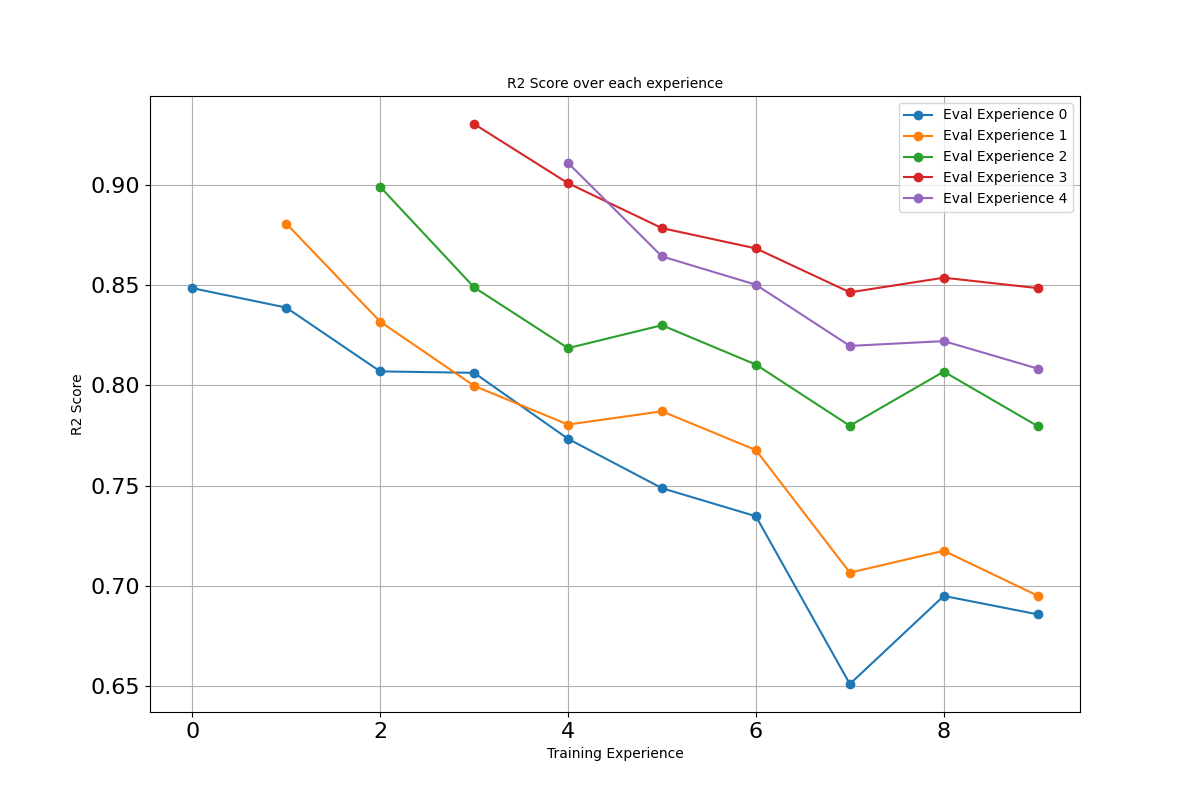 R2 Score over each experience
Eval Experience 0
Eval Experience 1
Eval Experience 2
Eval Experience 3
Eval Experience 4
0.90
0.85
0.80
0.75
0.70
0.65
R2 Score
0 2 4 6 8
Training Experience